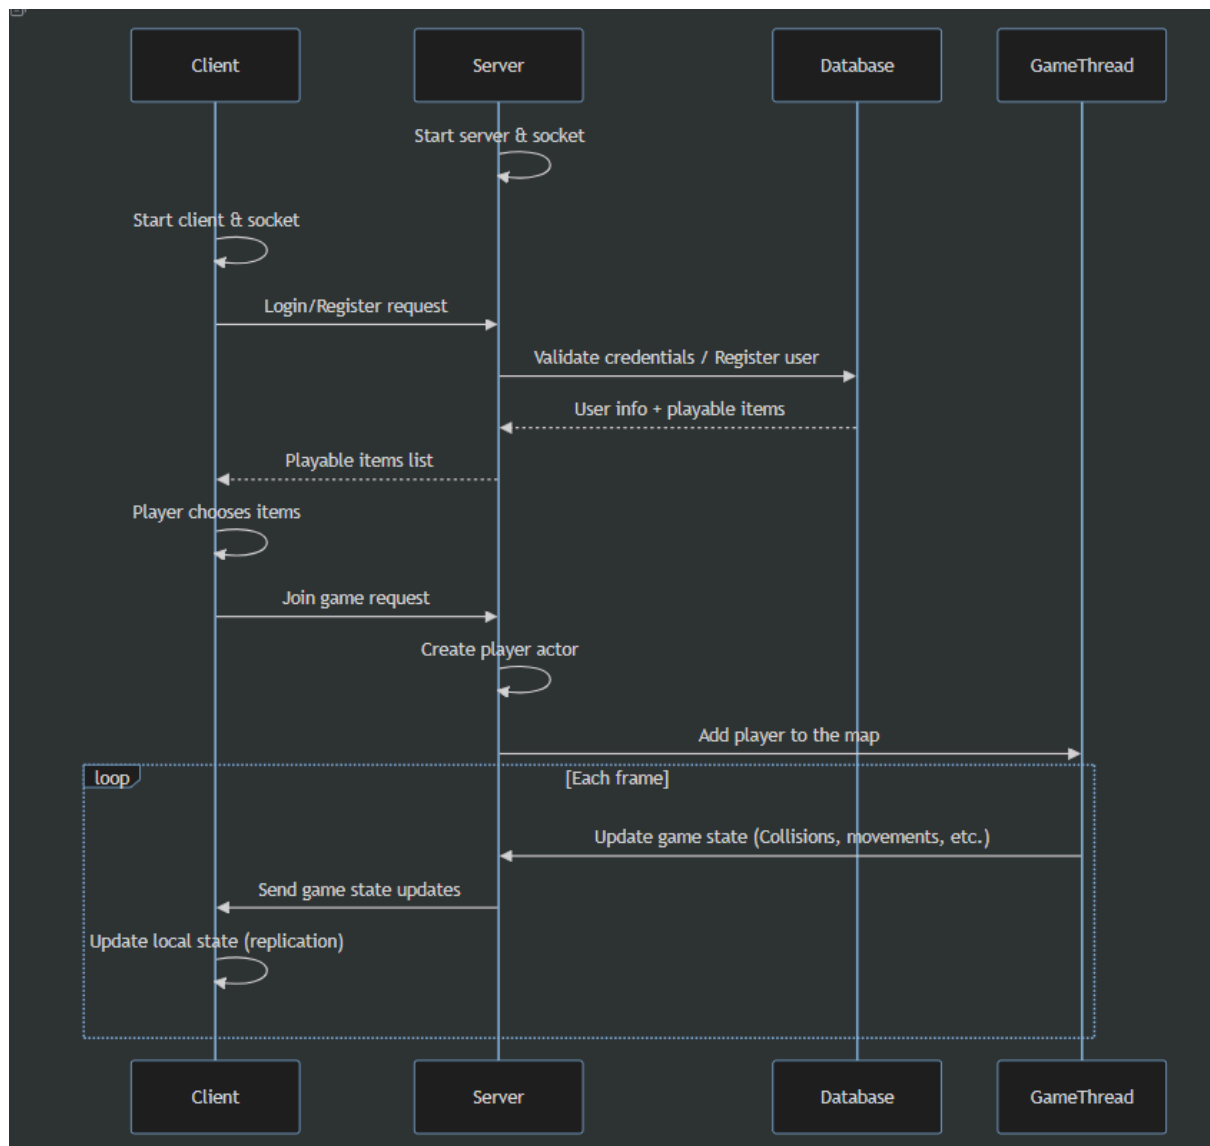 Client
Server
Database
GameThread
Start server & socket
Start client & socket
Login/Register request
Validate credentials / Register user
User info + playable items
Playable items list
Player chooses items
Join game request
Create player actor
Add player to the map
loop
[Each frame]
Update game state (Collisions, movements, etc.)
Send game state updates
Update local state (replication)
Client
Server
Database
GameThread